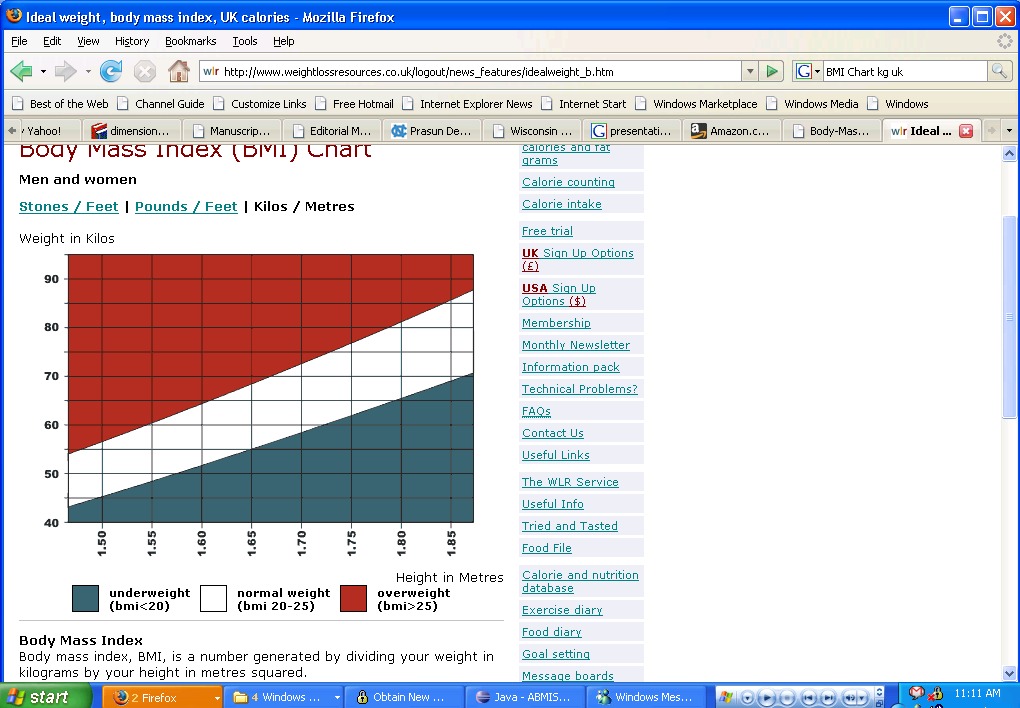 Ideal weight, body mass index, UK calories - Mozilla Firefox
File Edit View History Bookmarks Tools Help
wlr http://www.weightlossresources.co.uk/logout/news_features/idealweight_b.htm
G BMI Chart kg uk
Best of the Web Channel Guide Customize Links Free Hotmail Internet Explorer News Internet Start Windows Marketplace Windows Media Windows
Yahoo! dimension... Manuscrip... Editorial M... Prasun De... Wisconsin ... presentati... Amazon.c... Body-Mas... wlr Ideal ...
Body Mass Index (BMI) Chart
Men and women
Stones / Feet | Pounds / Feet | Kilos / Metres
Weight in Kilos
90
80
70
60
50
40
1.50 1.55 1.60 1.65 1.70 1.75 1.80 1.85
Height in Metres
underweight
(bmi<20)
normal weight
(bmi 20-25)
overweight
(bmi>25)
Body Mass Index
Body mass index, BMI, is a number generated by dividing your weight in
kilograms by your height in metres squared.
calories and fat
grams
Calorie counting
Calorie intake
Free trial
UK Sign Up Options
(£)
USA Sign Up
Options ($)
Membership
Monthly Newsletter
Information pack
Technical Problems?
FAQs
Contact Us
Useful Links
The WLR Service
Useful Info
Tried and Tasted
Food File
Calorie and nutrition
database
Exercise diary
Food diary
Goal setting
Message boards
start 2 Firefox 4 Windows ... Obtain New ... Java - ABMIS... Windows Mes... 11:11 AM